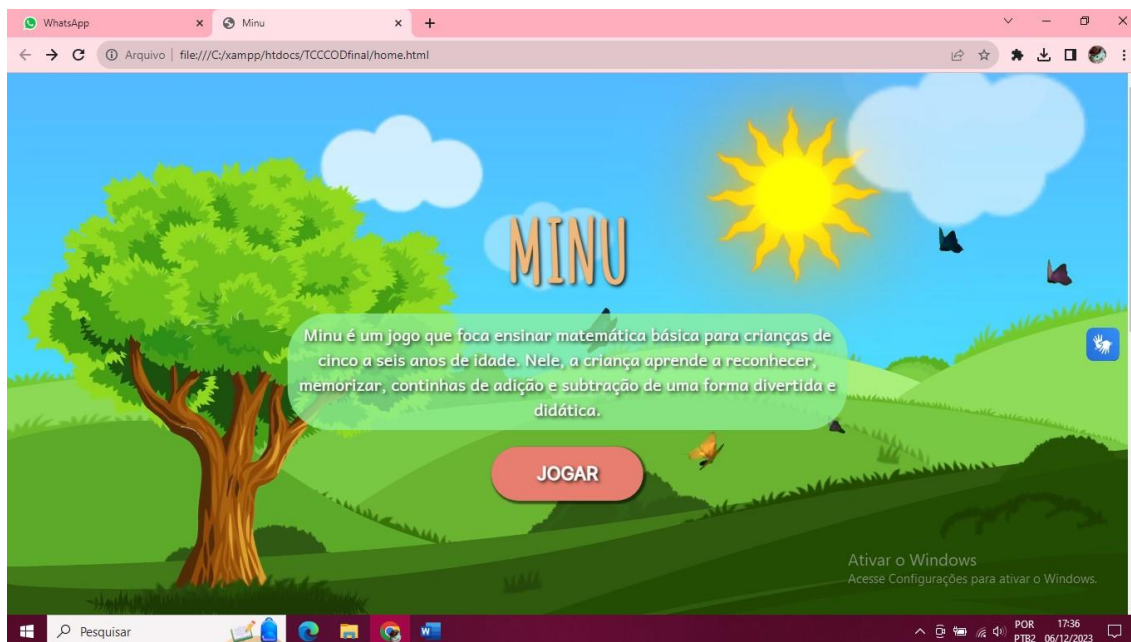 WhatsApp
Minu
Arquivo
file:///C:/xampp/htdocs/TCCCODfinal/home.html
MINU
Minu é um jogo que foca ensinar matemática básica para crianças de
cinco a seis anos de idade. Nele, a criança aprende a reconhecer,
memorizar, continhas de adição e subtração de uma forma divertida e
didática.
JOGAR
Ativar o Windows
Acesse Configurações para ativar o Windows.
Pesquisar
POR
PTB2
17:36
06/12/2023